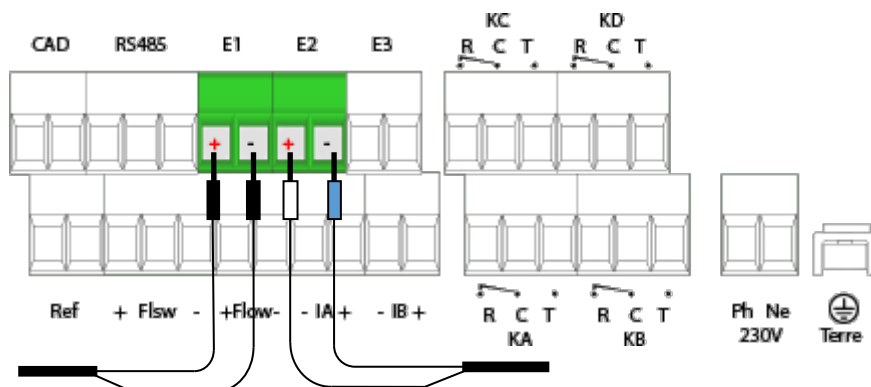 KC KD
CAD RS485 E1 E2 E3 R C T R C T
+ - + -
Ref + Flsw - +Flow- - IA + - IB + R C T R C T Ph Ne
KA KB 230V Terre